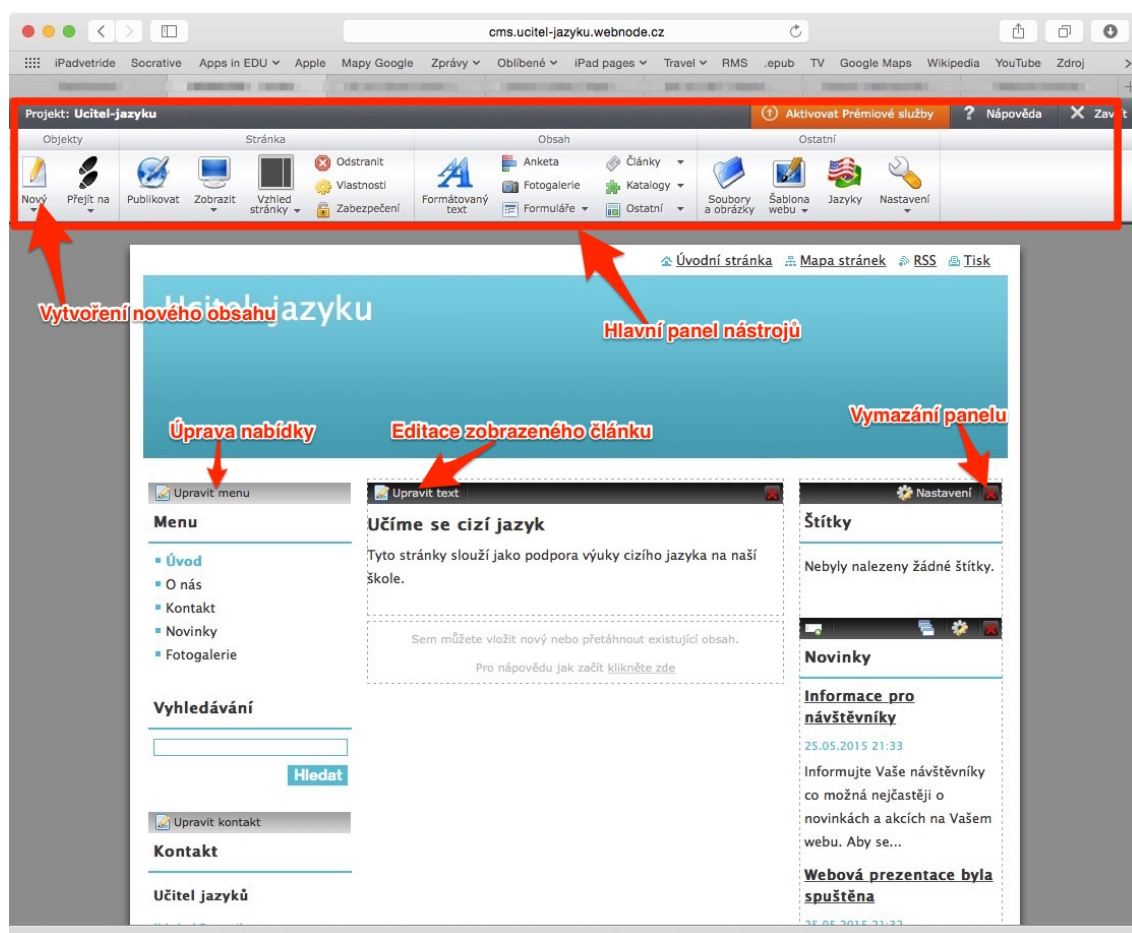 cms.ucitel-jazyku.webnode.cz
iPadvetride Socrative Apps in EDU Apple Mapy Google Zprávy Oblíbené iPad pages Travel RMS .epub TV Google Maps Wikipedia YouTube Zdroj
Projekt: Ucitel-jazyku Aktivovat Prémiové služby ? Nápověda Zavřít
Objekty Stránka Obsah Ostatní
Nový Přejít na Publikovat Zobrazit Vzhled stránky
Odstranit
Vlastnosti
Zabezpečení
Formátovaný text
Anketa Články
Fotogalerie Katalogy
Formuláře Ostatní
Soubory a obrázky Šablona webu Jazyky Nastavení
Úvodní stránka Mapa stránek RSS Tisk
Ucitel-jazyku
Vytvoření nového obsahu
Hlavní panel nástrojů
Úprava nabídky
Editace zobrazeného článku
Vymazání panelu
Upravit menu
Menu
Úvod
O nás
Kontakt
Novinky
Fotogalerie
Vyhledávání
Hledat
Upravit kontakt
Kontakt
Učitel jazyků
Upravit text
Učíme se cizí jazyk
Tyto stránky slouží jako podpora výuky cizího jazyka na naší
škole.
Sem můžete vložit nový nebo přetáhnout existující obsah.
Pro nápovědu jak začít klikněte zde
Nastavení
Štítky
Nebyly nalezeny žádné štítky.
Novinky
Informace pro
návštěvníky
25.05.2015 21:33
Informujte Vaše návštěvníky
co možná nejčastěji o
novinkách a akcích na Vašem
webu. Aby se...
Webová prezentace byla
spuštěna
25.05.2015 21:32